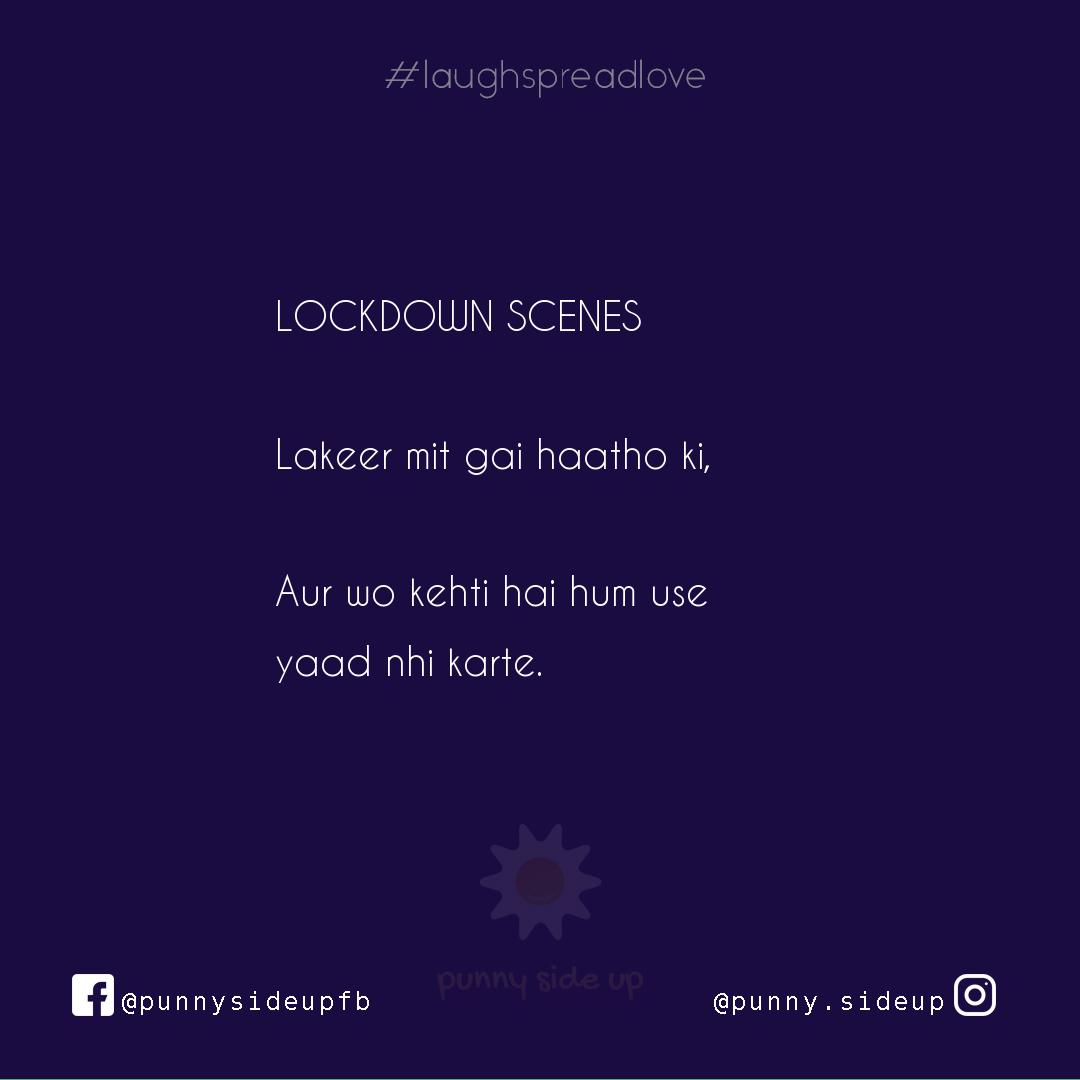 #laughspreadlove
LOCKDOWN SCENES
Lakeer mit gai haatho ki,
Aur wo kehti hai hum use
yaad nhi karte.
punny side up
@punnysideupfb
@punny.sideup